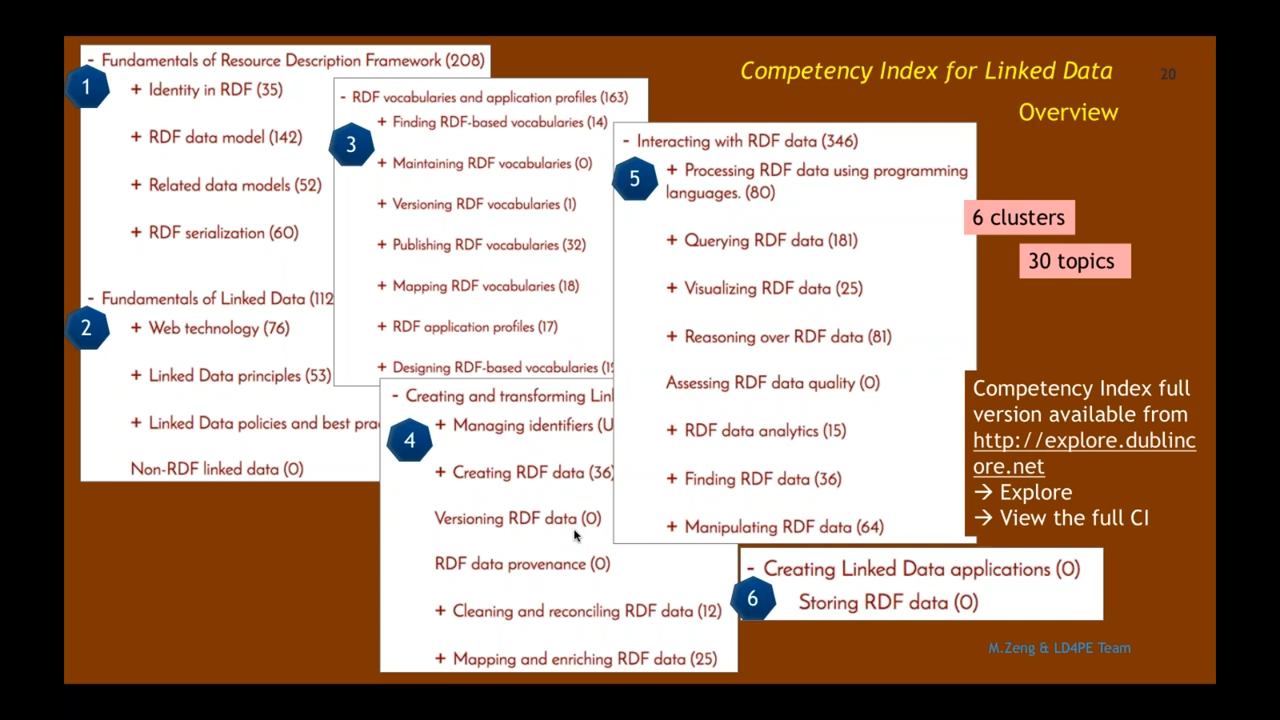 Competency Index for Linked Data
20
Overview
- Fundamentals of Resource Description Framework (208)
1
+ Identity in RDF (35)
+ RDF data model (142)
+ Related data models (52)
+ RDF serialization (60)
- Fundamentals of Linked Data (112
2
+ Web technology (76)
+ Linked Data principles (53)
+ Linked Data policies and best
Non-RDF linked data (0)
- RDF vocabularies and application profiles (163)
3
+ Finding RDF-based vocabularies (14)
+ Maintaining RDF vocabularies (0)
+ Versioning RDF vocabularies (1)
+ Publishing RDF vocabularies (32)
+ Mapping RDF vocabularies (18)
+ RDF application profiles (17)
+ Designing RDF-based vocabularies
- Creating and transforming
4
+ Managing identifiers
+ Creating RDF data (36)
Versioning RDF data (0)
RDF data provenance (0)
+ Cleaning and reconciling RDF data (12)
+ Mapping and enriching RDF data (25)
- Interacting with RDF data (346)
5
+ Processing RDF data using programming
languages. (80)
+ Querying RDF data (181)
+ Visualizing RDF data (25)
+ Reasoning over RDF data (81)
Assessing RDF data quality (0)
+ RDF data analytics (15)
+ Finding RDF data (36)
+ Manipulating RDF data (64)
- Creating Linked Data applications (0)
6
Storing RDF data (0)
6 clusters
30 topics
Competency Index full
version available from
http://explore.dublinc
ore.net
→ Explore
→ View the full CI
M.Zeng & LD4PE Team